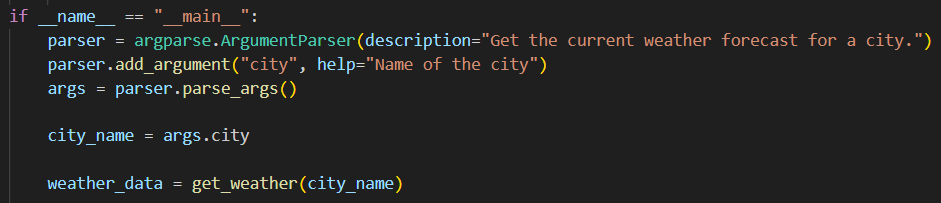 if __name__ == "__main__":
    parser = argparse.ArgumentParser(description="Get the current weather forecast for a city.")
    parser.add_argument("city", help="Name of the city")
    args = parser.parse_args()
    city_name = args.city
    weather_data = get_weather(city_name)